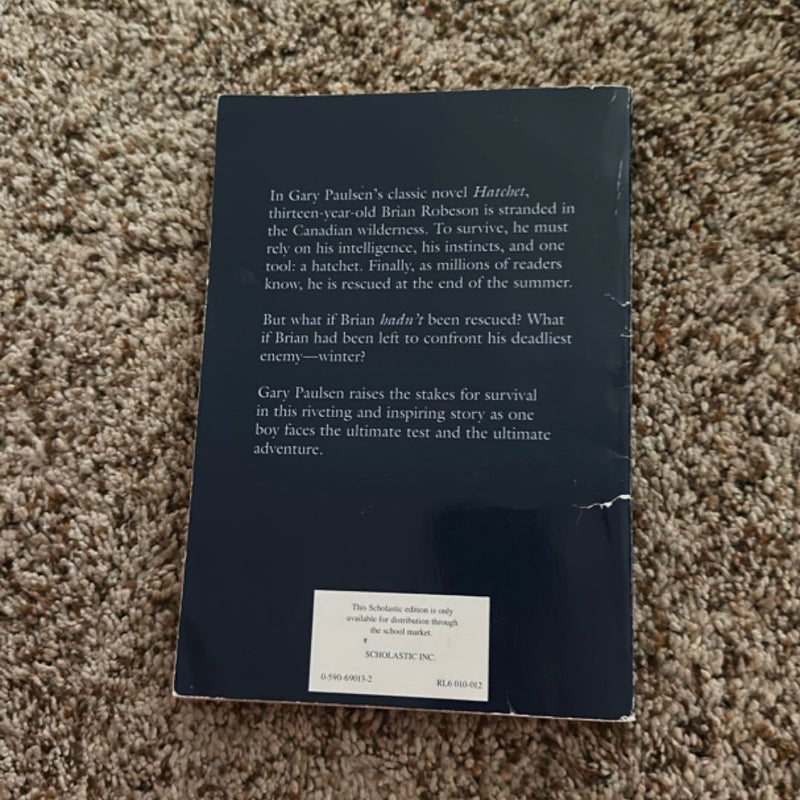 In Gary Paulsen's classic novel Hatchet,
thirteen-year-old Brian Robeson is stranded in
the Canadian wilderness. To survive, he must
rely on his intelligence, his instincts, and one
tool: a hatchet. Finally, as millions of readers
know, he is rescued at the end of the summer.
But what if Brian hadn't been rescued? What
if Brian had been left to confront his deadliest
enemy—winter?
Gary Paulsen raises the stakes for survival
in this riveting and inspiring story as one
boy faces the ultimate test and the ultimate
adventure.
This Scholastic edition is only
available for distribution through
the school market.
SCHOLASTIC INC.
0-590-69013-2 RL6 010-012